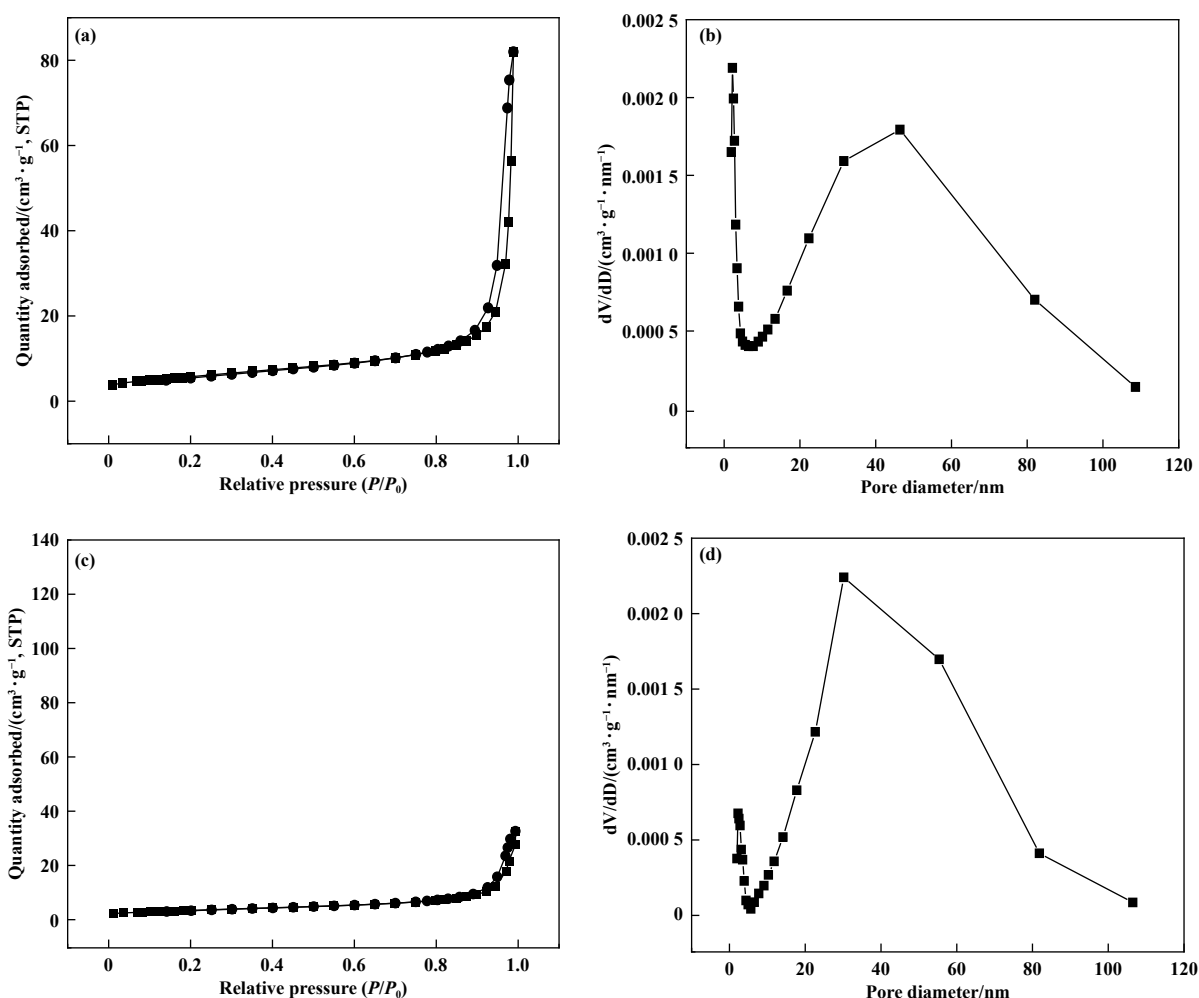 (a)
80
60
40
20
0
Quantity adsorbed/(cm³·g⁻¹, STP)
0 0.2 0.4 0.6 0.8 1.0
Relative pressure (P/P₀)
(b)
0.002 5
0.002 0
0.001 5
0.001 0
0.000 5
0
dV/dD/(cm³·g⁻¹·nm⁻¹)
0 20 40 60 80 100 120
Pore diameter/nm
(c)
140
120
100
80
60
40
20
0
Quantity adsorbed/(cm³·g⁻¹, STP)
0 0.2 0.4 0.6 0.8 1.0
Relative pressure (P/P₀)
(d)
0.002 5
0.002 0
0.001 5
0.001 0
0.000 5
0
dV/dD/(cm³·g⁻¹·nm⁻¹)
0 20 40 60 80 100 120
Pore diameter/nm